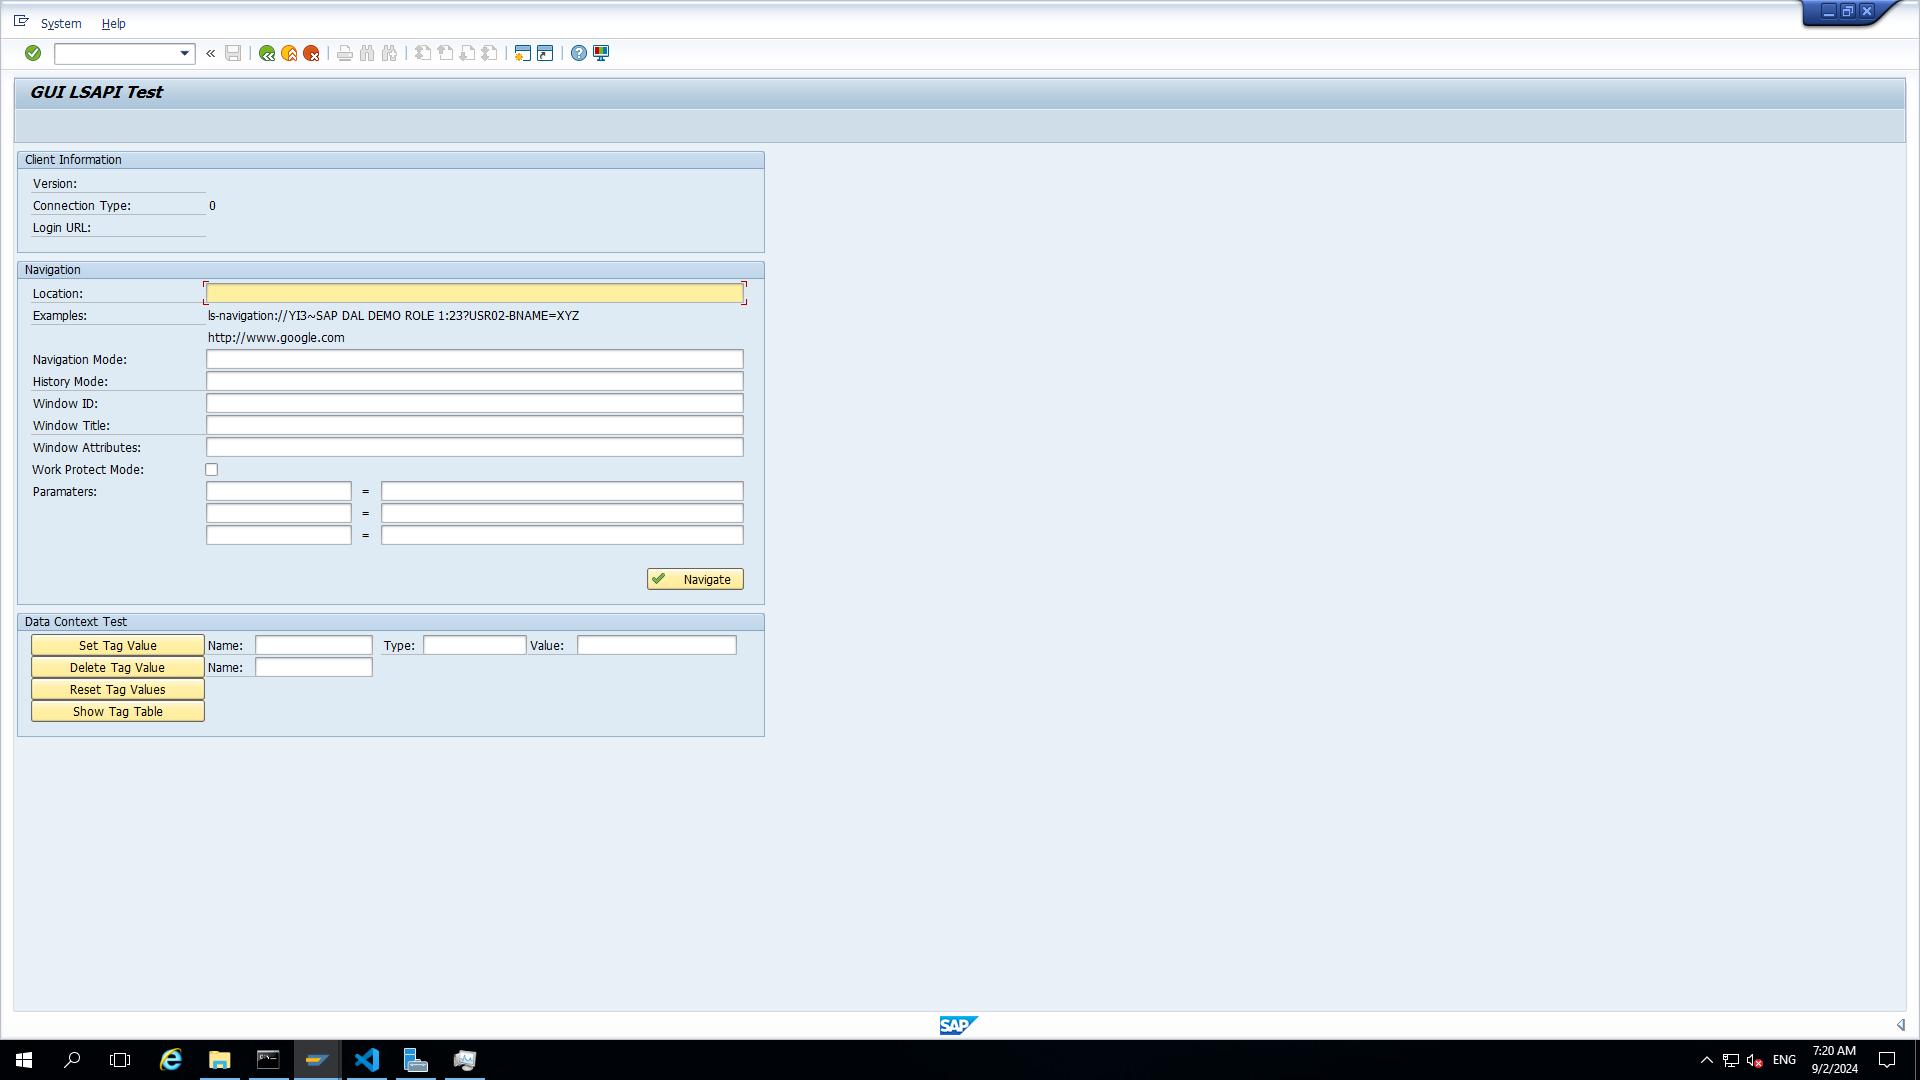 System Help
GUI LSAPI Test
Client Information
Version:
Connection Type: 0
Login URL:
Navigation
Location:
Examples: ls-navigation://YI3~SAP DAL DEMO ROLE 1:23?USR02-BNAME=XYZ
http://www.google.com
Navigation Mode:
History Mode:
Window ID:
Window Title:
Window Attributes:
Work Protect Mode:
Paramaters: =
=
=
Navigate
Data Context Test
Set Tag Value Name: Type: Value:
Delete Tag Value Name:
Reset Tag Values
Show Tag Table
SAP
ENG
7:20 AM
9/2/2024